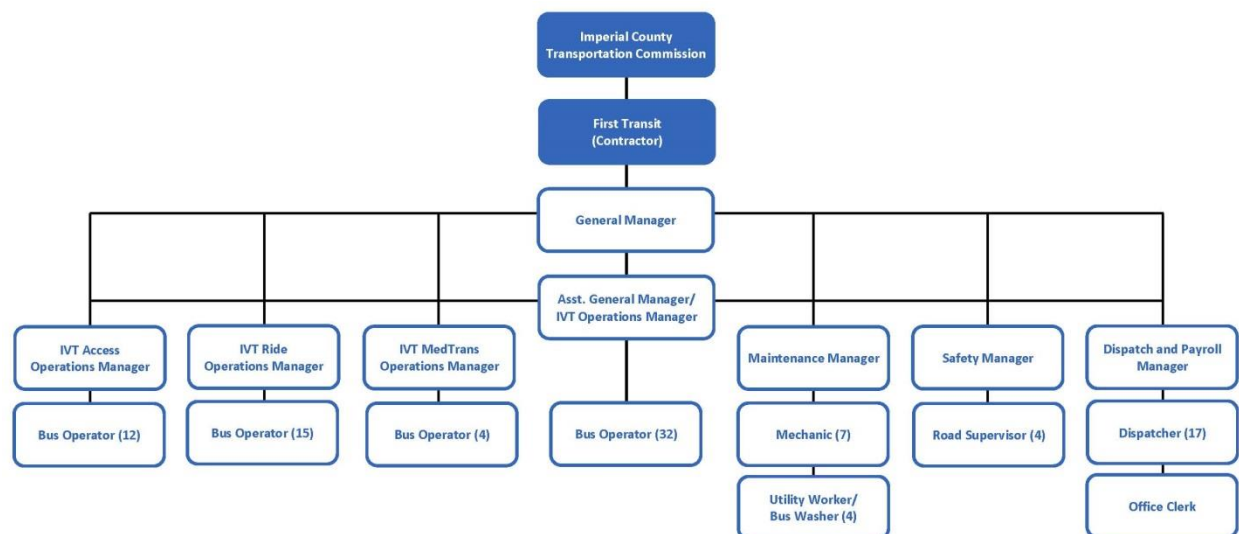 Imperial County
Transportation Commission
First Transit
(Contractor)
General Manager
Asst. General Manager/
IVT Operations Manager
IVT Access
Operations Manager
IVT Ride
Operations Manager
IVT MedTrans
Operations Manager
Maintenance Manager
Safety Manager
Dispatch and Payroll
Manager
Bus Operator (12)
Bus Operator (15)
Bus Operator (4)
Bus Operator (32)
Mechanic (7)
Road Supervisor (4)
Dispatcher (17)
Utility Worker/
Bus Washer (4)
Office Clerk